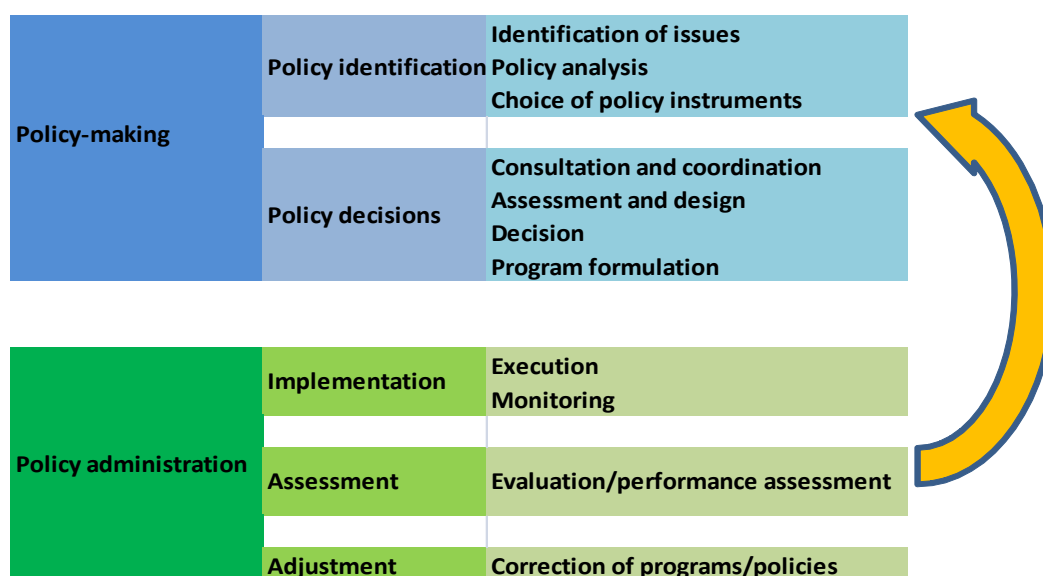 Policy-making
Policy identification
Identification of issues
Policy analysis
Choice of policy instruments
Policy decisions
Consultation and coordination
Assessment and design
Decision
Program formulation
Policy administration
Implementation
Execution
Monitoring
Assessment
Evaluation/performance assessment
Adjustment
Correction of programs/policies